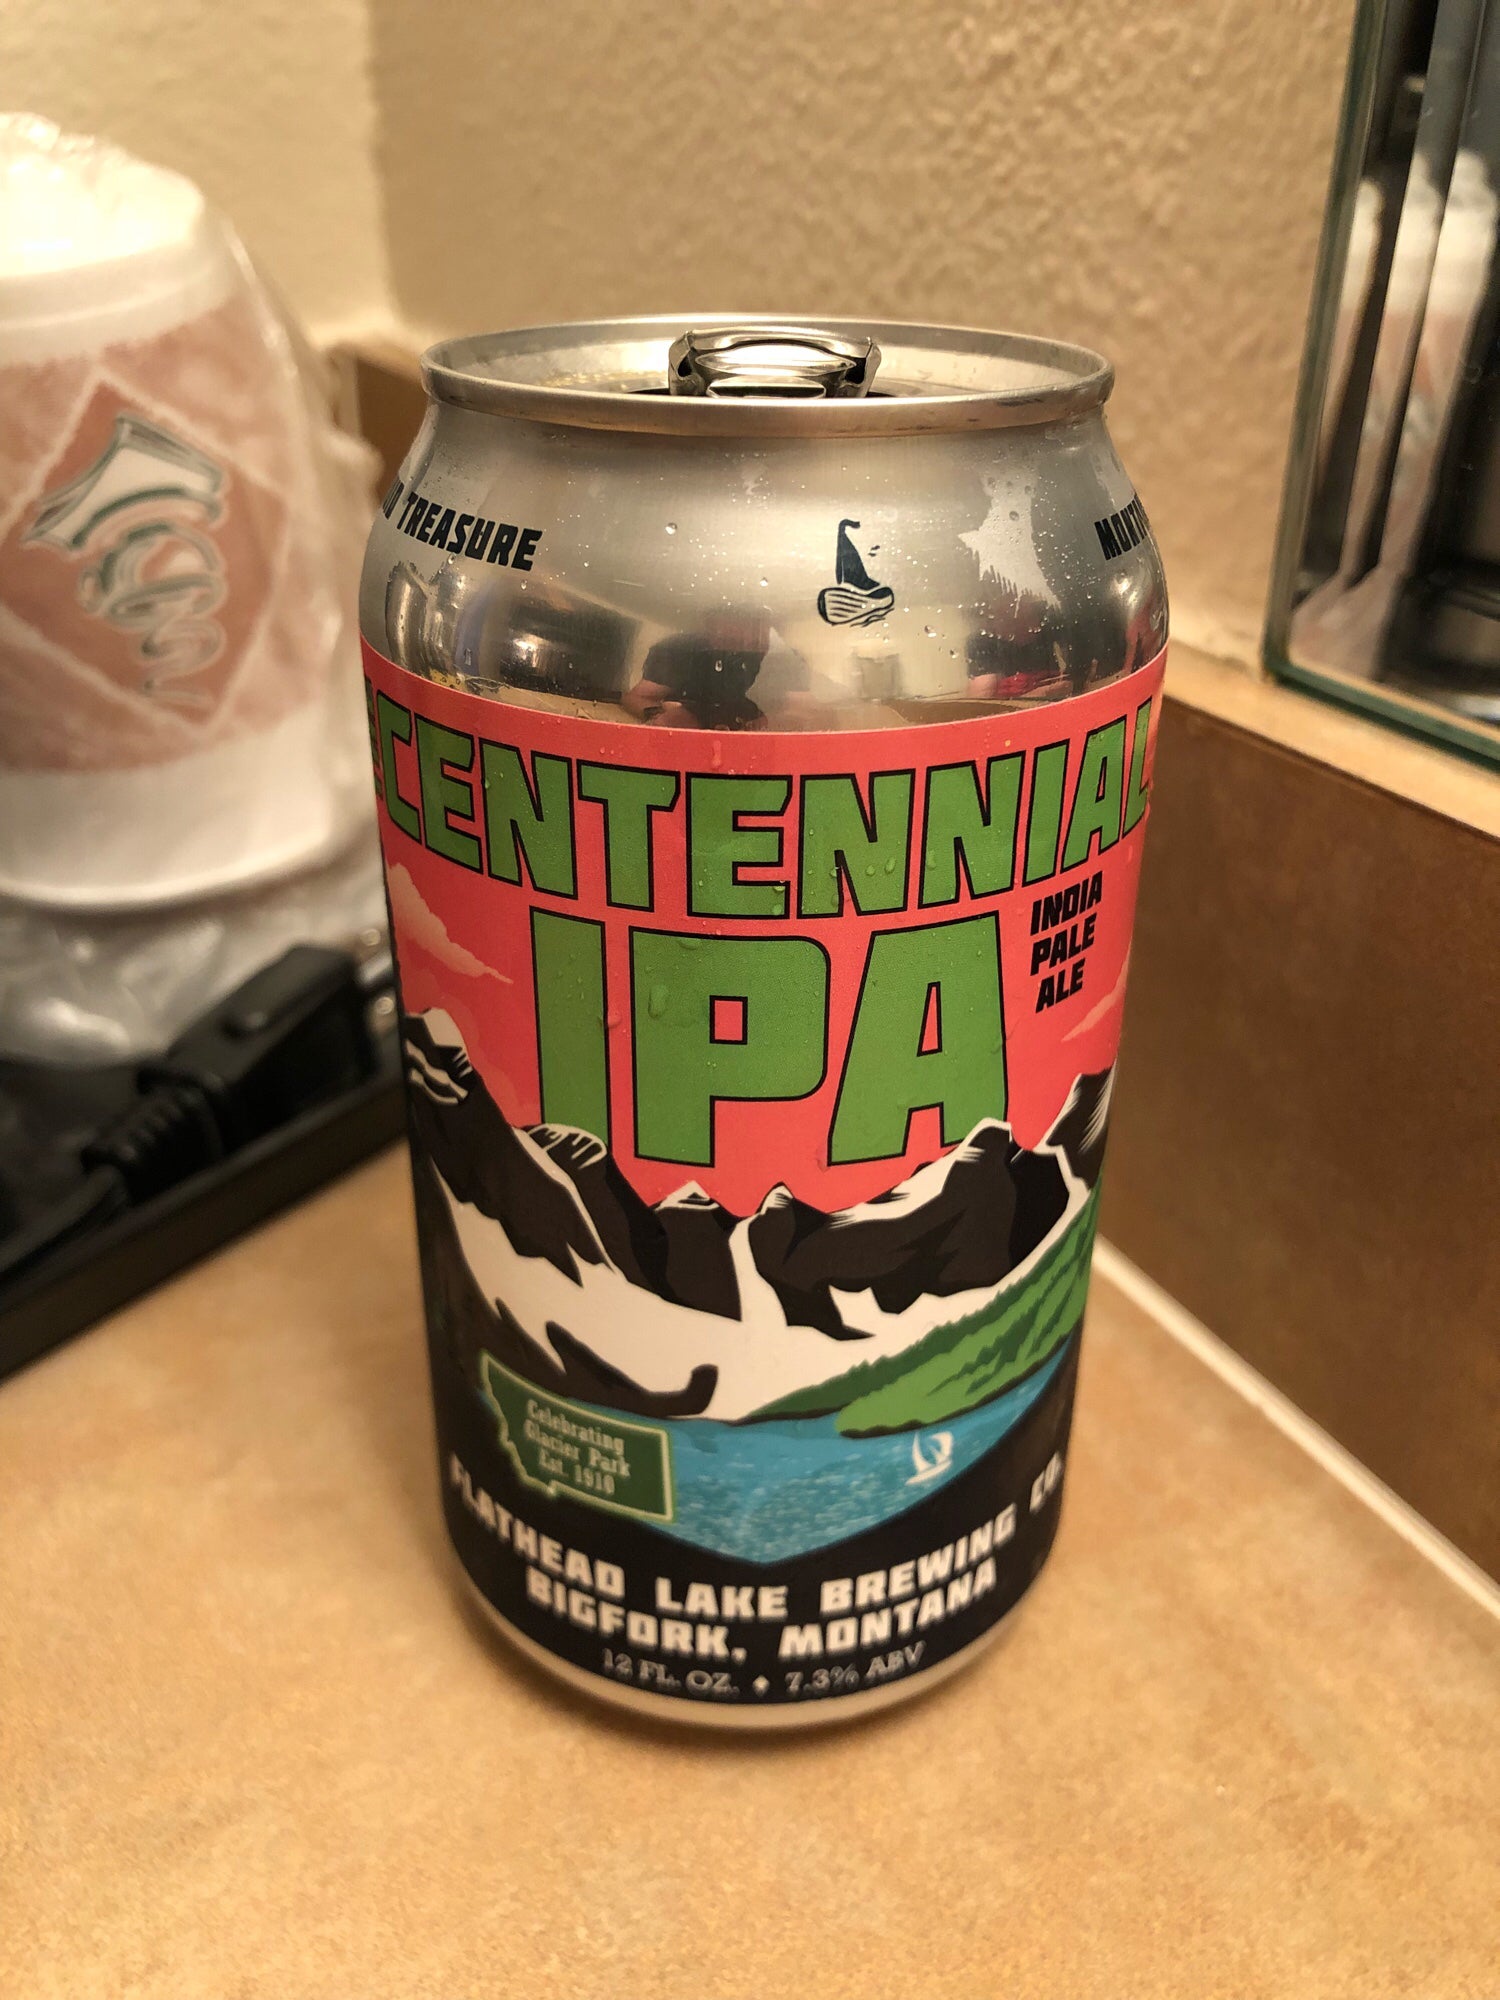 TREASURE
CENTENNIAL
IPA
INDIA
PALE
ALE
Celebrating
Glacier Park
Est. 1910
FLATHEAD LAKE BREWING CO.
BIGFORK, MONTANA
12 FL. OZ. ♦ 7.3% ABV